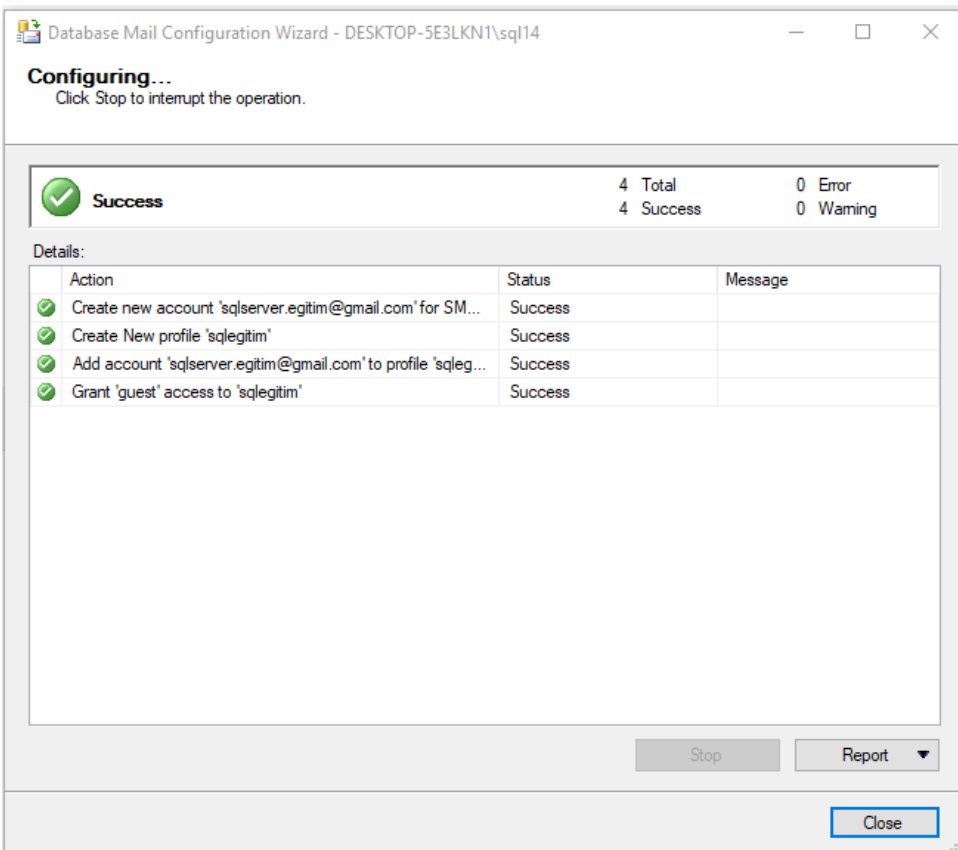 Database Mail Configuration Wizard - DESKTOP-5E3LKN1\sql14
Configuring...
Click Stop to interrupt the operation.
Success
4 Total 0 Error
4 Success 0 Warning
Details:
Action Status Message
Create new account 'sqlserver.egitim@gmail.com' for SM... Success
Create New profile 'sqlegitim' Success
Add account 'sqlserver.egitim@gmail.com' to profile 'sqleg... Success
Grant 'guest' access to 'sqlegitim' Success
Stop Report
Close